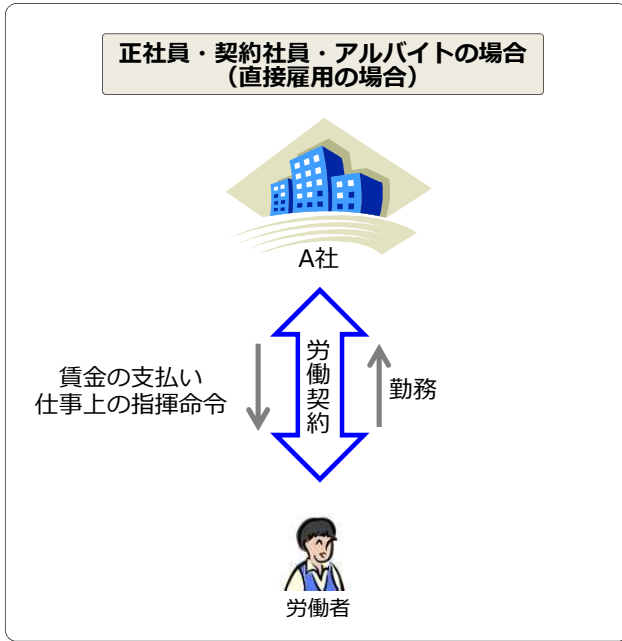 正社員・契約社員・アルバイトの場合
（直接雇用の場合）
A社
賃金の支払い
仕事上の指揮命令
労働契約
勤務
労働者